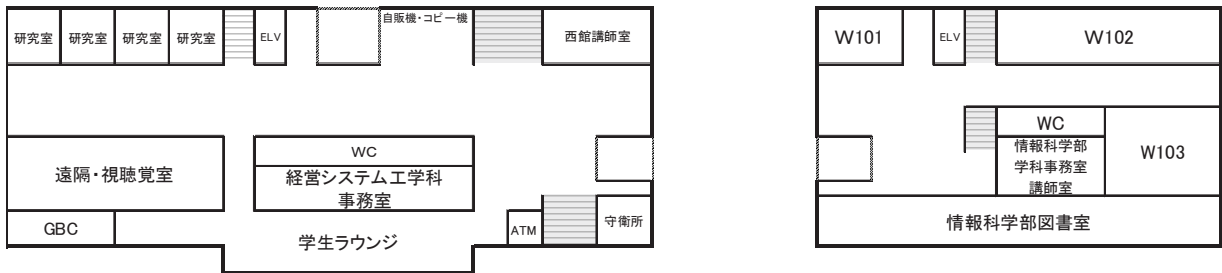 研究室
研究室
研究室
研究室
ELV
自販機・コピー機
西館講師室
遠隔・視聴覚室
WC
経営システム工学科
事務室
GBC
学生ラウンジ
ATM
守衛所
W101
ELV
W102
WC
情報科学部
学科事務室
講師室
W103
情報科学部図書室